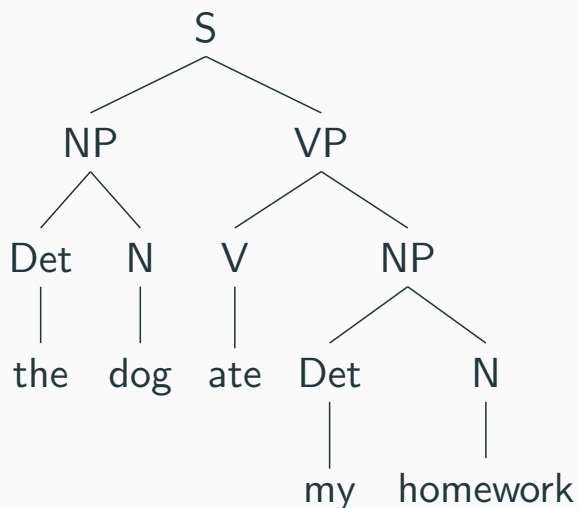 S
NP VP
Det N V NP
the dog ate Det N
my homework